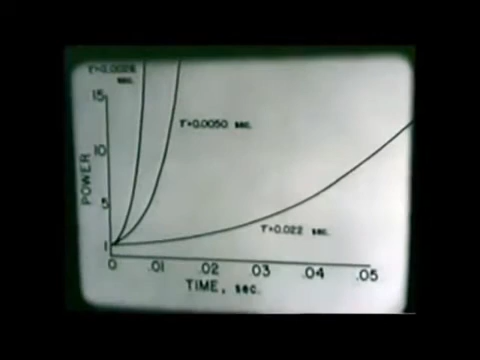 τ=0.0028
sec.
15
τ=0.0050 sec.
10
POWER
5
τ=0.022 sec.
1
0 .01 .02 .03 .04 .05
TIME, sec.